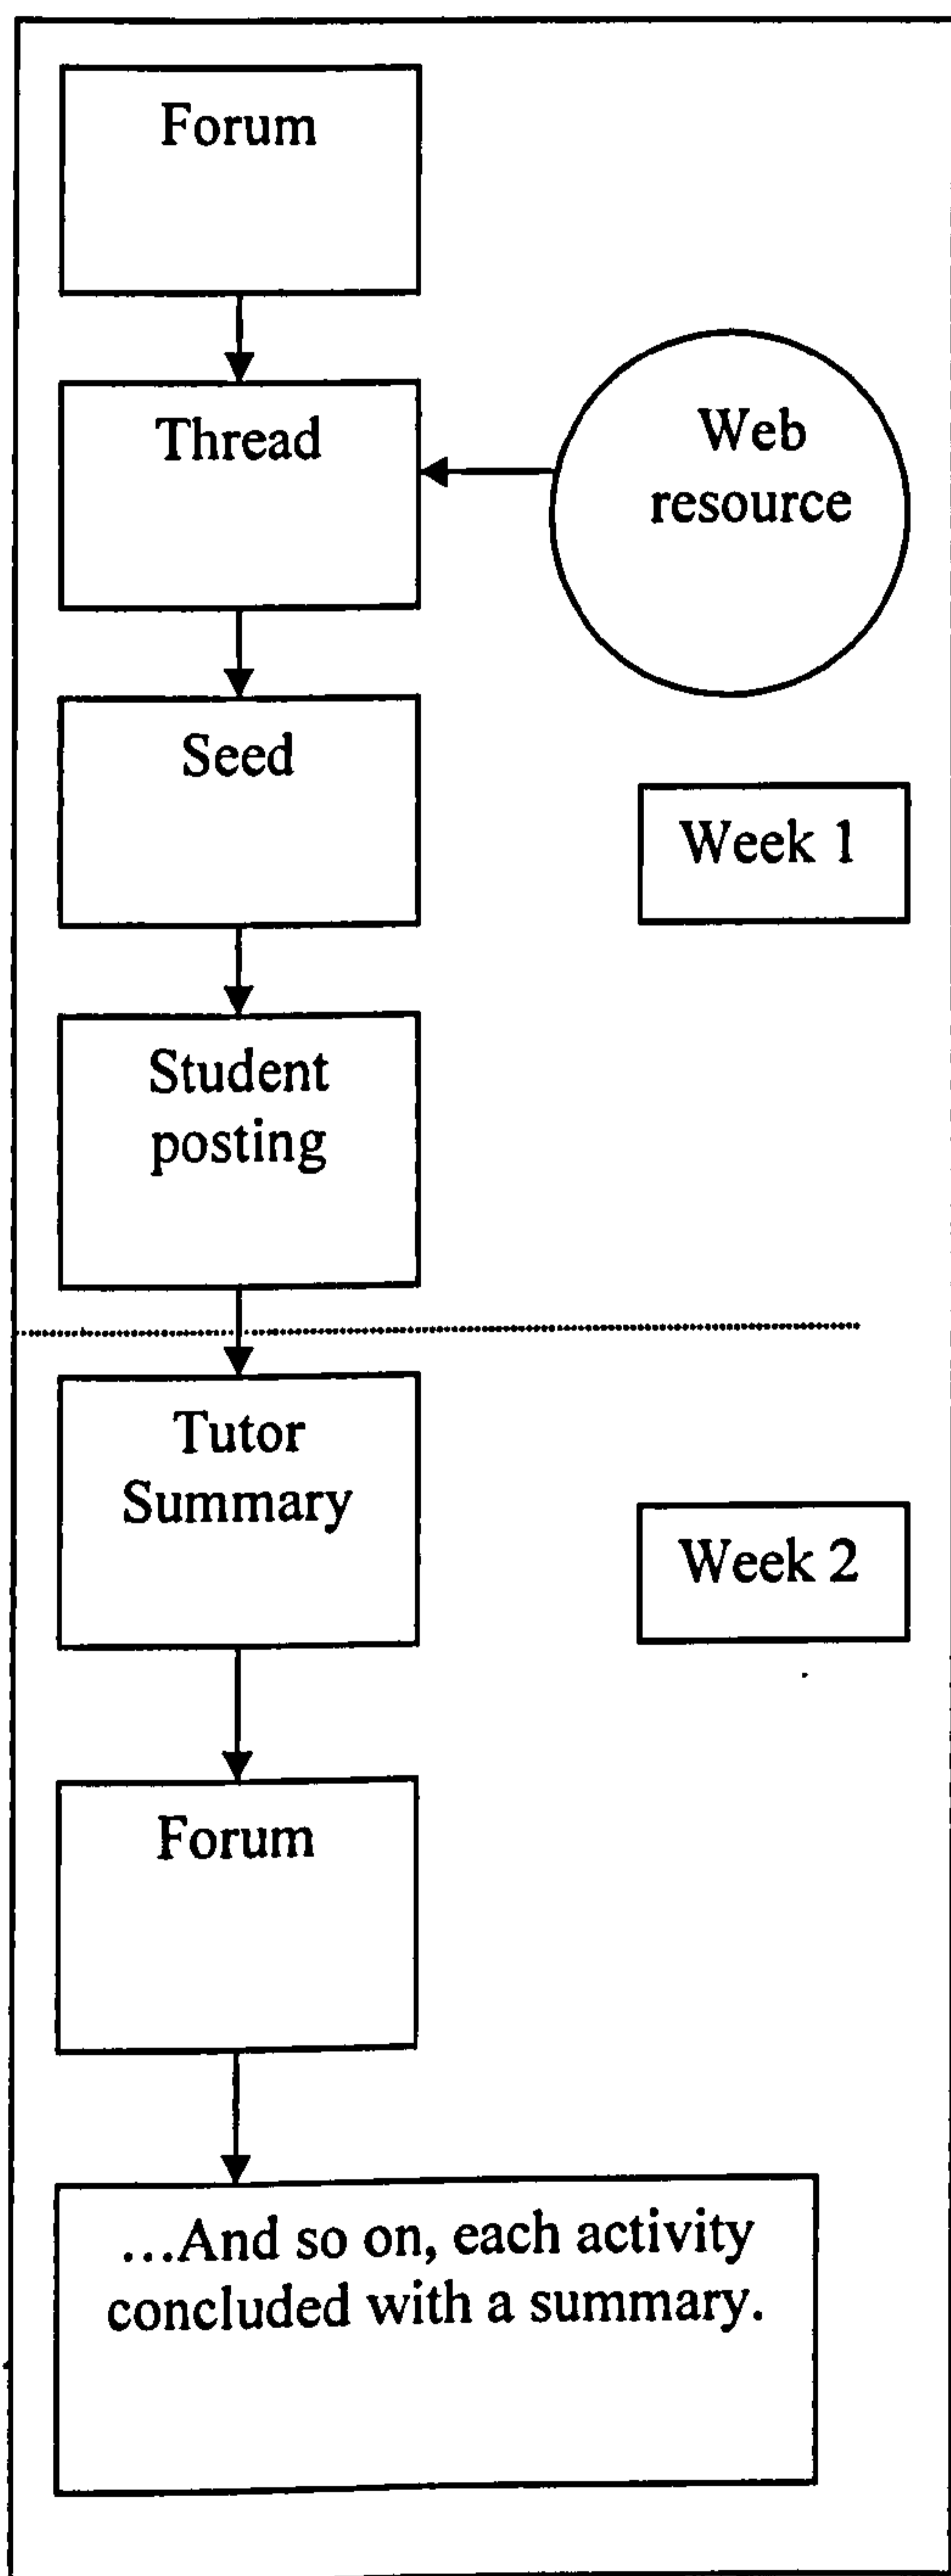 Forum
Thread
Web
resource
Seed
Week 1
Student
posting
Tutor
Summary
Week 2
Forum
...And so on, each activity
concluded with a summary.